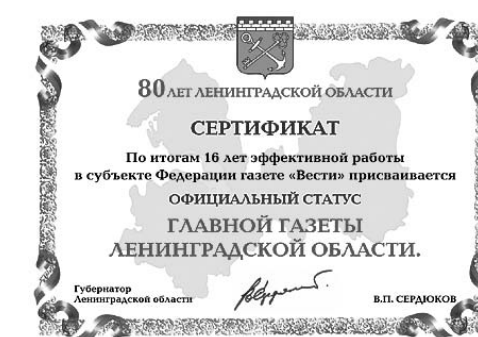 80 ЛЕТ ЛЕНИНГРАДСКОЙ ОБЛАСТИ
СЕРТИФИКАТ
По итогам 16 лет эффективной работы
в субъекте Федерации газете «Вести» присваивается
ОФИЦИАЛЬНЫЙ СТАТУС
ГЛАВНОЙ ГАЗЕТЫ
ЛЕНИНГРАДСКОЙ ОБЛАСТИ.
Губернатор
Ленинградской области
В.П. СЕРДЮКОВ